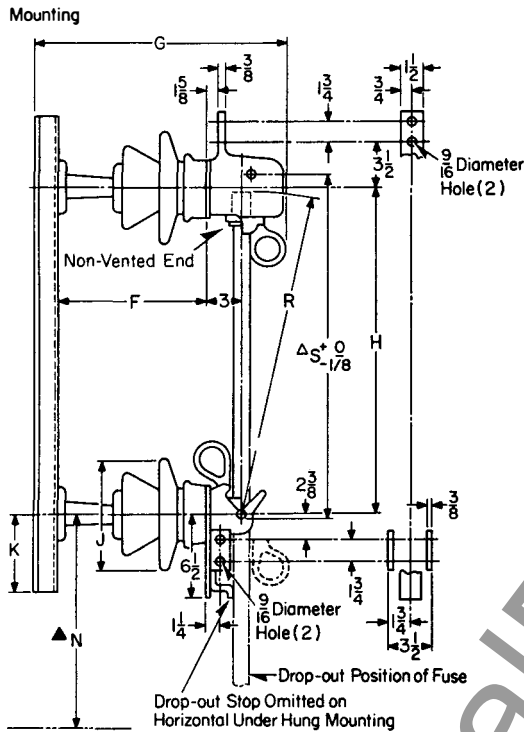 Mounting
G
3/8
1 5/8
1 3/4
1 1/2
3/4
3 1/2
9/16 Diameter
Hole (2)
Non-Vented End
F
3
R
H
△S +0 -1/8
2 3/8
3/8
J
K
6 1/2
1 3/4
9/16 Diameter
Hole (2)
1 1/4
1 3/4
3 1/2
▲N
Drop-out Position of Fuse
Drop-out Stop Omitted on
Horizontal Under Hung Mounting